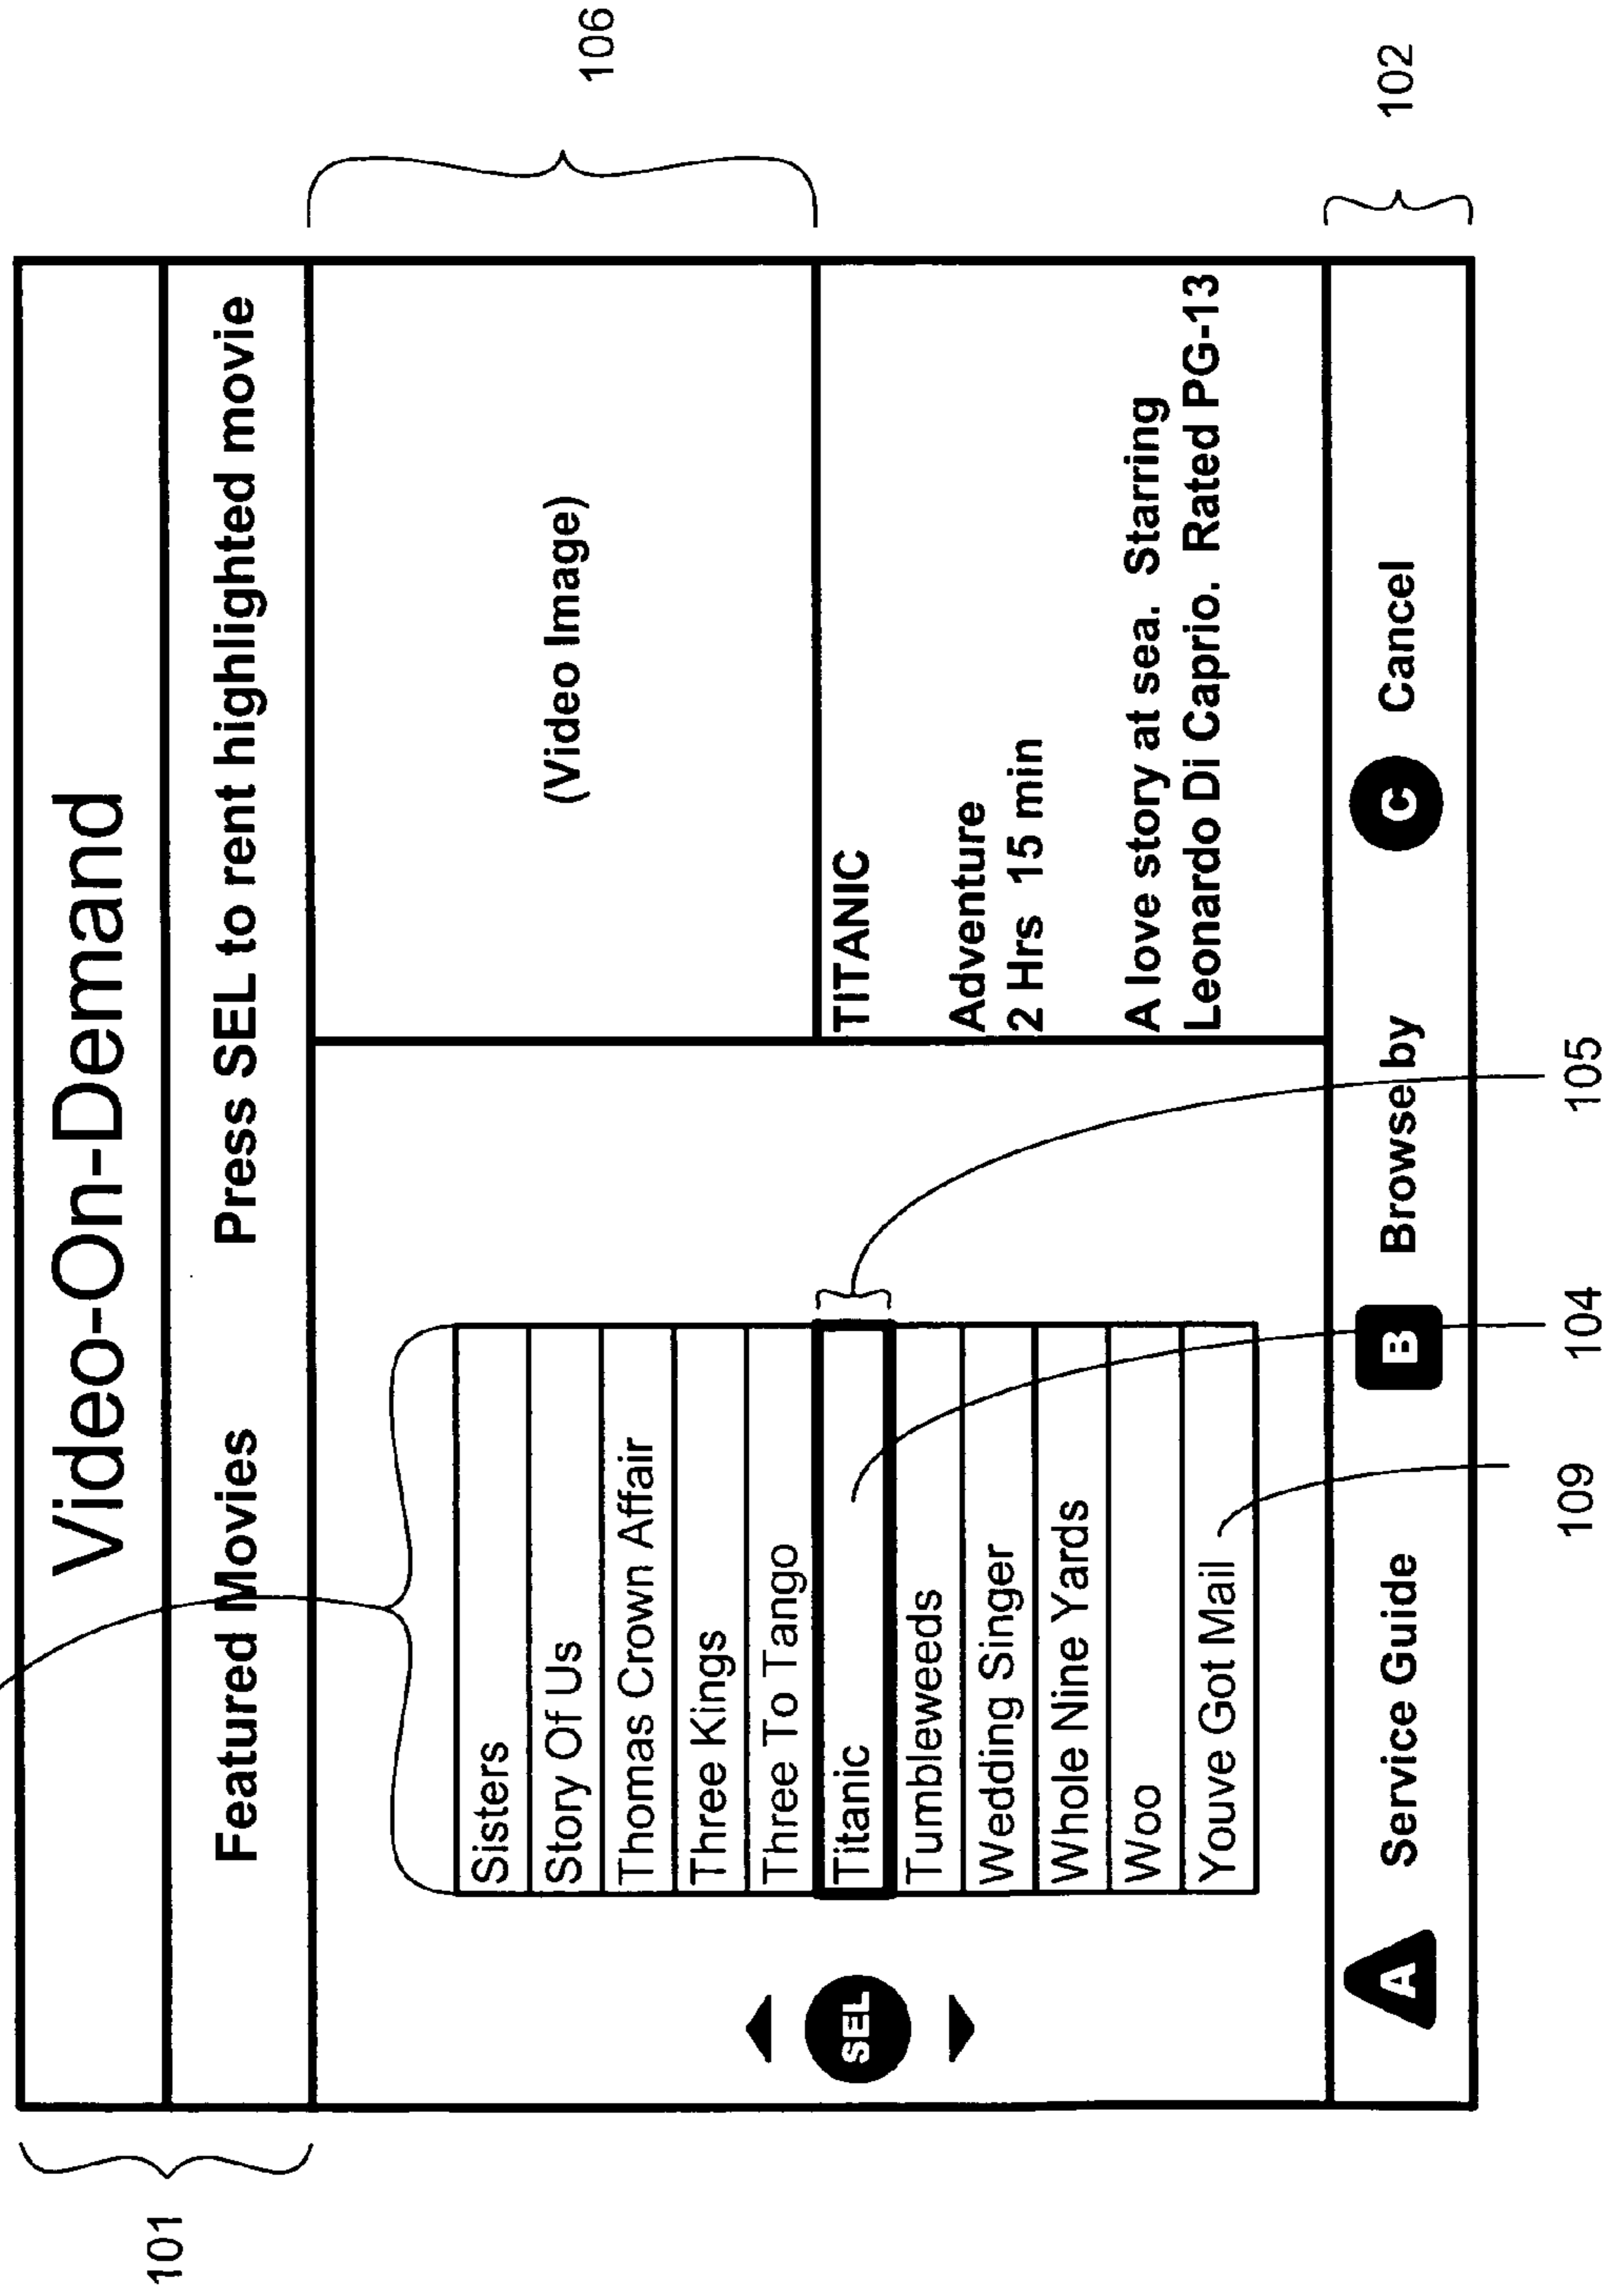 Video-On-Demand
Featured Movies
Press SEL to rent highlighted movie
Sisters
Story Of Us
Thomas Crown Affair
Three Kings
Three To Tango
Titanic
Tumbleweeds
Wedding Singer
Whole Nine Yards
Woo
Youve Got Mail
SEL
(Video Image)
TITANIC
Adventure
2 Hrs 15 min
A love story at sea. Starring
Leonardo Di Caprio. Rated PG-13
A Service Guide
B Browse by
C Cancel
101
106
102
109
104
105